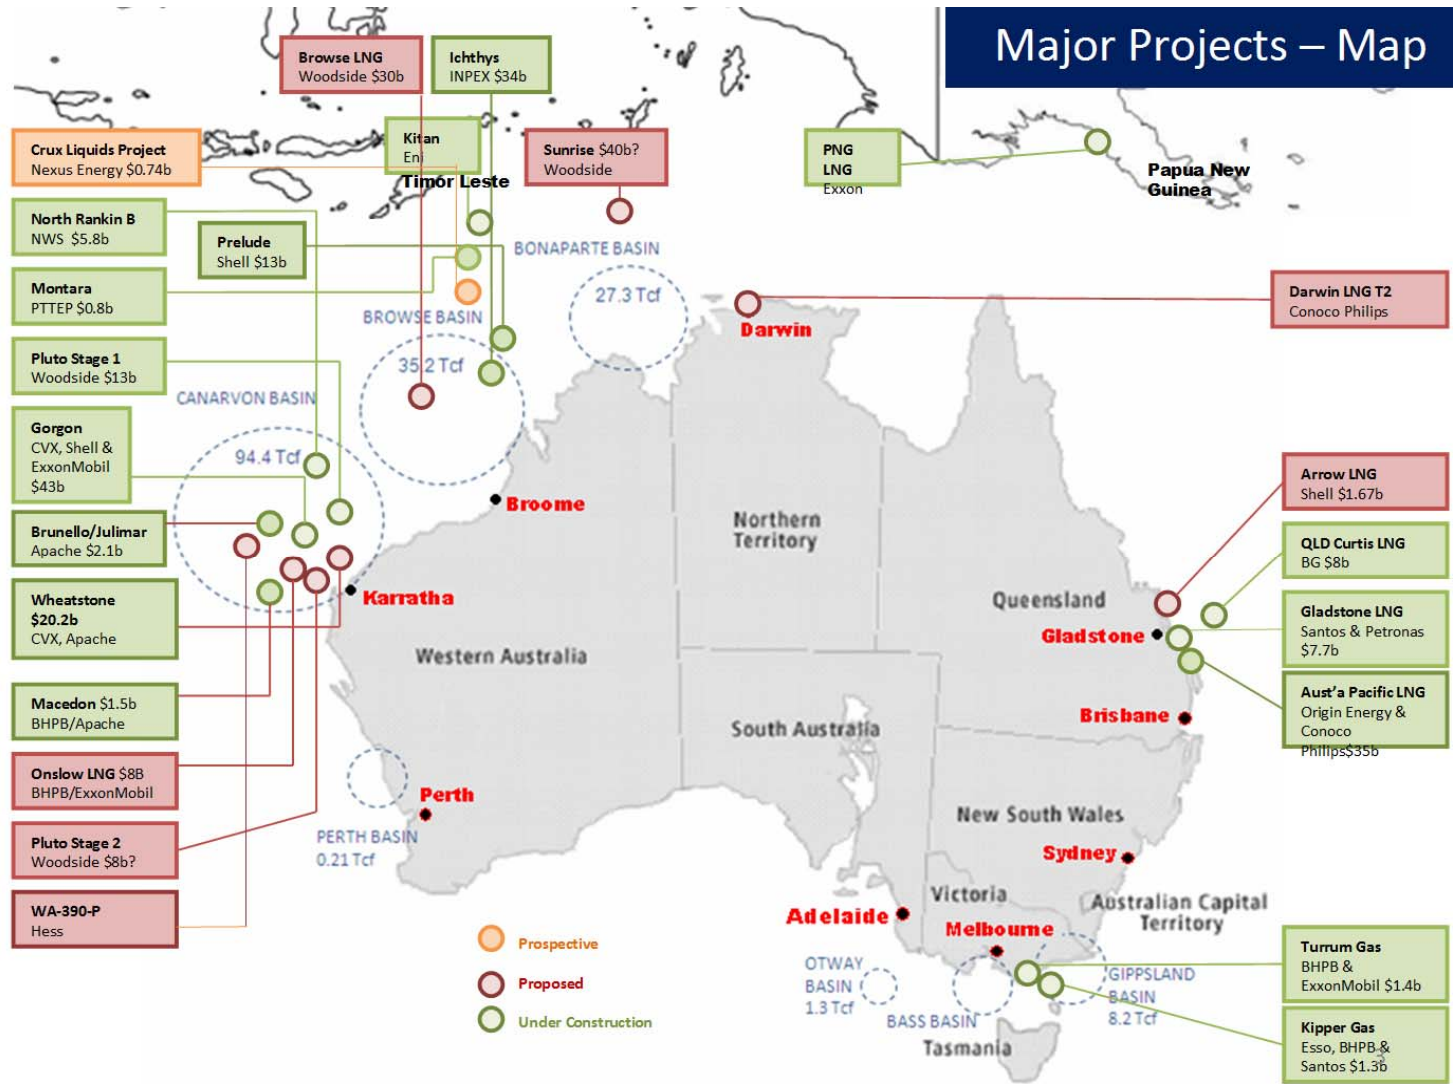 Major Projects – Map
Browse LNG
Woodside $30b
Ichthys
INPEX $34b
Crux Liquids Project
Nexus Energy $0.74b
Kitan
Eni
Timor Leste
Sunrise $40b?
Woodside
PNG
LNG
Exxon
Papua New
Guinea
North Rankin B
NWS $5.8b
Prelude
Shell $13b
BONAPARTE BASIN
27.3 Tcf
Montara
PTTEP $0.8b
BROWSE BASIN
35.2 Tcf
Darwin
Darwin LNG T2
Conoco Philips
Pluto Stage 1
Woodside $13b
CANARVON BASIN
94.4 Tcf
Gorgon
CVX, Shell &
ExxonMobil
$43b
Broome
Northern
Territory
Arrow LNG
Shell $1.67b
Brunello/Julimar
Apache $2.1b
QLD Curtis LNG
BG $8b
Wheatstone
$20.2b
CVX, Apache
Karratha
Queensland
Gladstone
Gladstone LNG
Santos & Petronas
$7.7b
Western Australia
Macedon $1.5b
BHPB/Apache
South Australia
Brisbane
Aust'a Pacific LNG
Origin Energy &
Conoco
Philips$35b
Onslow LNG $8B
BHPB/ExxonMobil
Perth
PERTH BASIN
0.21 Tcf
New South Wales
Sydney
Pluto Stage 2
Woodside $8b?
WA-390-P
Hess
Adelaide
Victoria
Melbourne
Australian Capital
Territory
Prospective
Proposed
Under Construction
OTWAY
BASIN
1.3 Tcf
BASS BASIN
GIPPSLAND
BASIN
8.2 Tcf
Tasmania
Turrum Gas
BHPB &
ExxonMobil $1.4b
Kipper Gas
Esso, BHPB &
Santos $1.3b
3